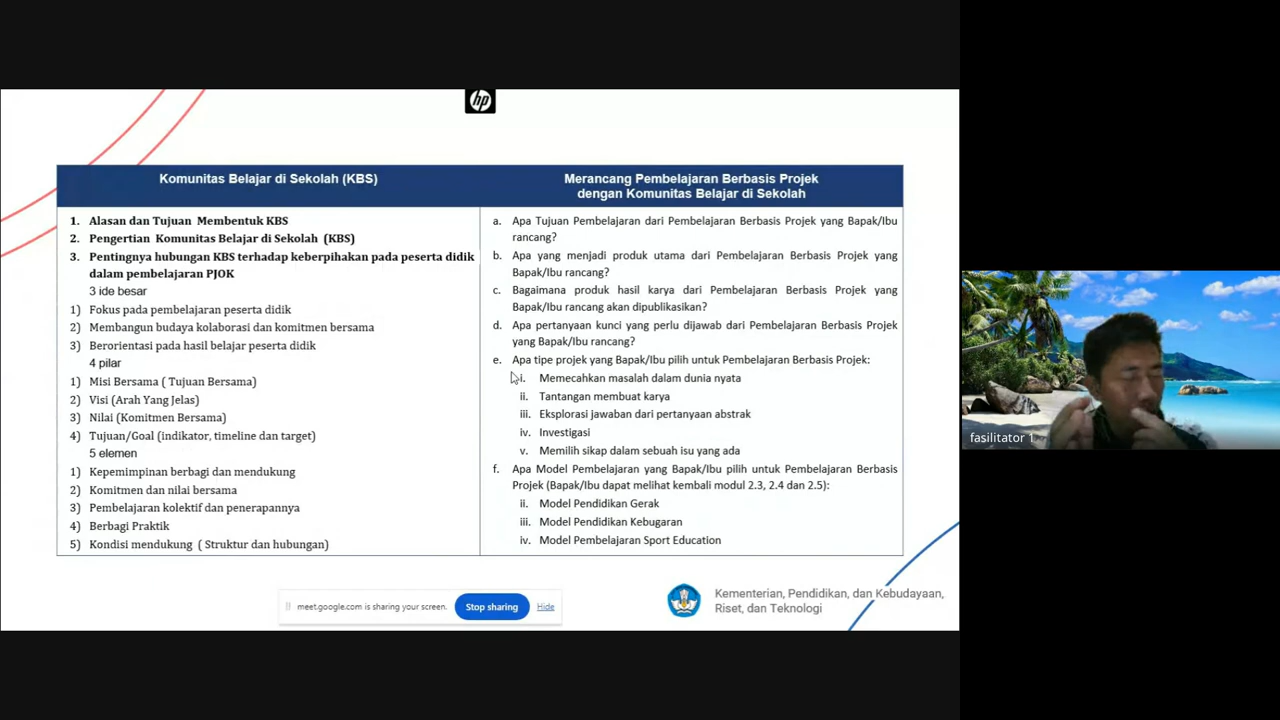 hp
Komunitas Belajar di Sekolah (KBS)
1. Alasan dan Tujuan Membentuk KBS
2. Pengertian Komunitas Belajar di Sekolah (KBS)
3. Pentingnya hubungan KBS terhadap keberpihakan pada peserta didik
dalam pembelajaran PJOK
3 ide besar
1) Fokus pada pembelajaran peserta didik
2) Membangun budaya kolaborasi dan komitmen bersama
3) Berorientasi pada hasil belajar peserta didik
4 pilar
1) Misi Bersama ( Tujuan Bersama)
2) Visi (Arah Yang Jelas)
3) Nilai (Komitmen Bersama)
4) Tujuan/Goal (indikator, timeline dan target)
5 elemen
1) Kepemimpinan berbagi dan mendukung
2) Komitmen dan nilai bersama
3) Pembelajaran kolektif dan penerapannya
4) Berbagi Praktik
5) Kondisi mendukung ( Struktur dan hubungan)
Merancang Pembelajaran Berbasis Projek
dengan Komunitas Belajar di Sekolah
a. Apa Tujuan Pembelajaran dari Pembelajaran Berbasis Projek yang Bapak/Ibu
rancang?
b. Apa yang menjadi produk utama dari Pembelajaran Berbasis Projek yang
Bapak/Ibu rancang?
c. Bagaimana produk hasil karya dari Pembelajaran Berbasis Projek yang
Bapak/Ibu rancang akan dipublikasikan?
d. Apa pertanyaan kunci yang perlu dijawab dari Pembelajaran Berbasis Projek
yang Bapak/Ibu rancang?
e. Apa tipe projek yang Bapak/Ibu pilih untuk Pembelajaran Berbasis Projek:
i. Memecahkan masalah dalam dunia nyata
ii. Tantangan membuat karya
iii. Eksplorasi jawaban dari pertanyaan abstrak
iv. Investigasi
v. Memilih sikap dalam sebuah isu yang ada
f. Apa Model Pembelajaran yang Bapak/Ibu pilih untuk Pembelajaran Berbasis
Projek (Bapak/Ibu dapat melihat kembali modul 2.3, 2.4 dan 2.5):
ii. Model Pendidikan Gerak
iii. Model Pendidikan Kebugaran
iv. Model Pembelajaran Sport Education
fasilitator 1
meet.google.com is sharing your screen.
Stop sharing
Hide
Kementerian, Pendidikan, dan Kebudayaan,
Riset, dan Teknologi